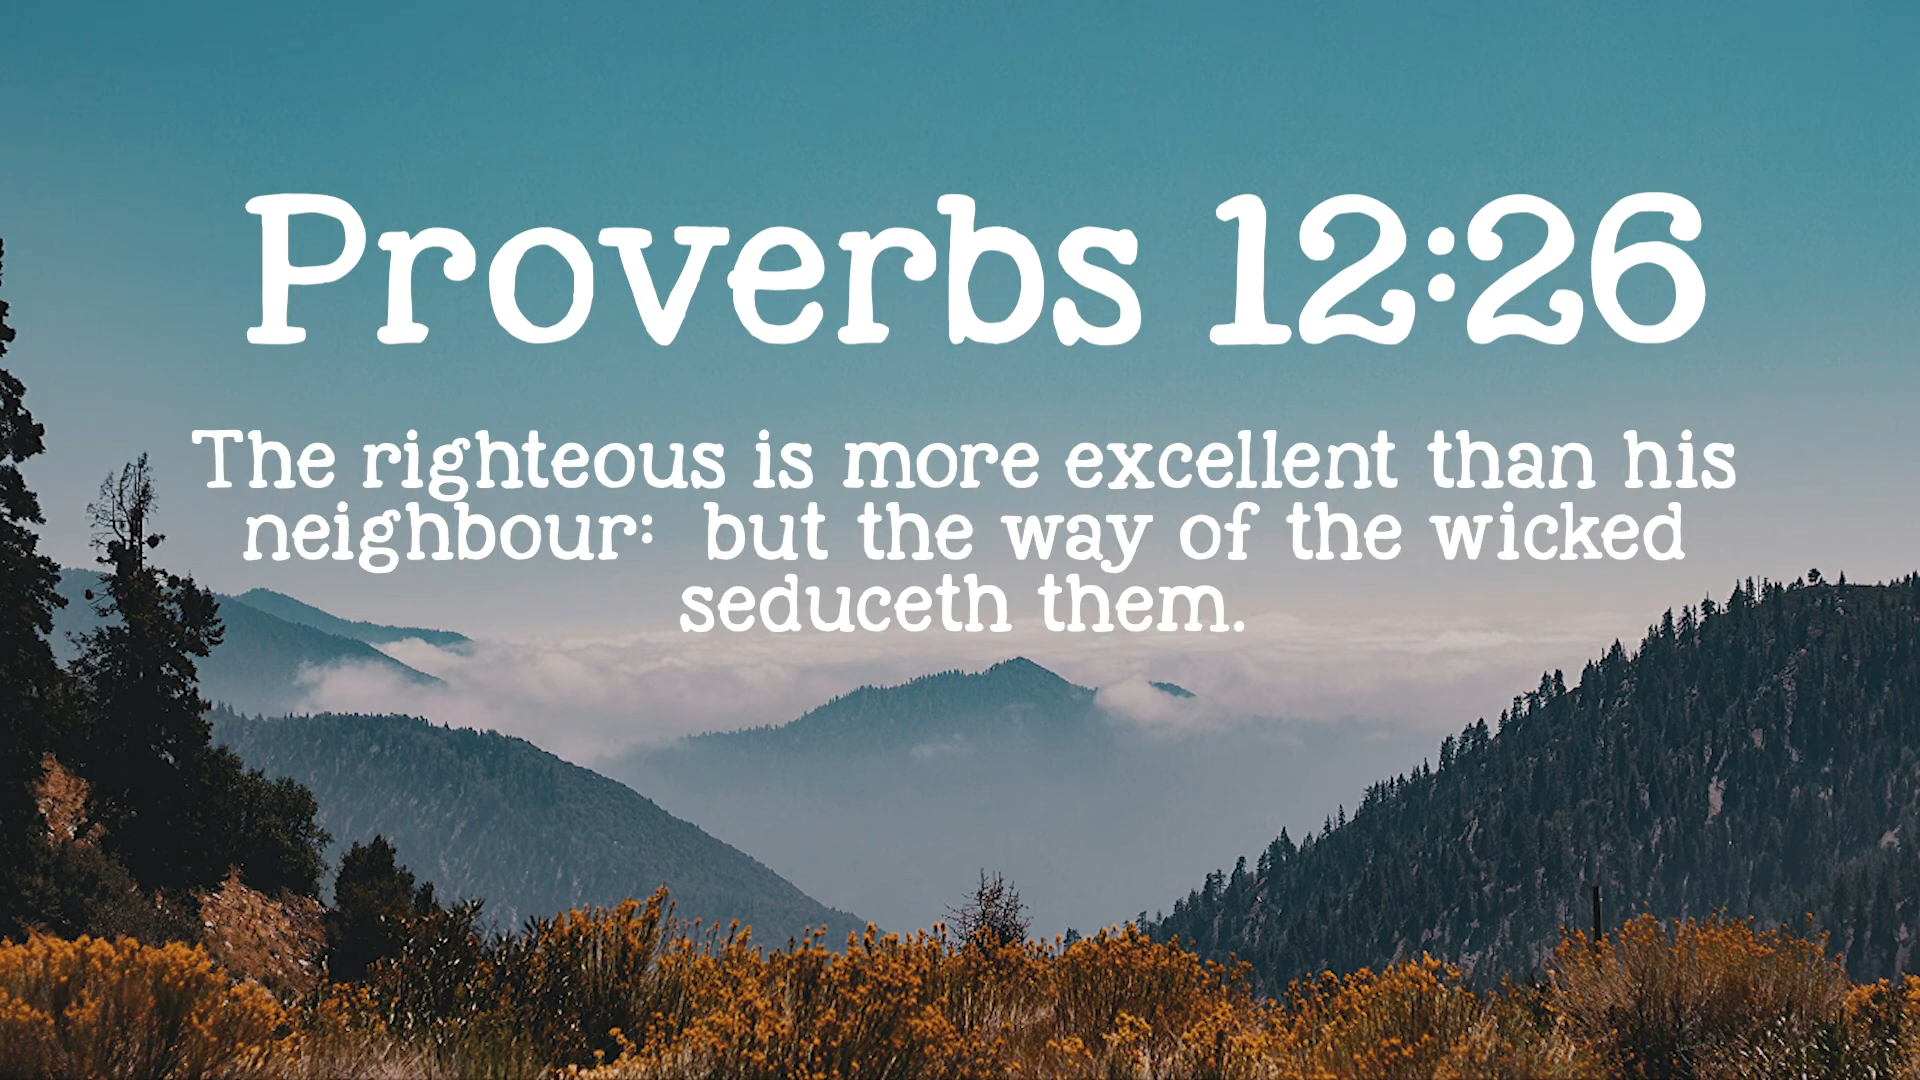 Proverbs 12:26
The righteous is more excellent than his
neighbour: but the way of the wicked
seduceth them.